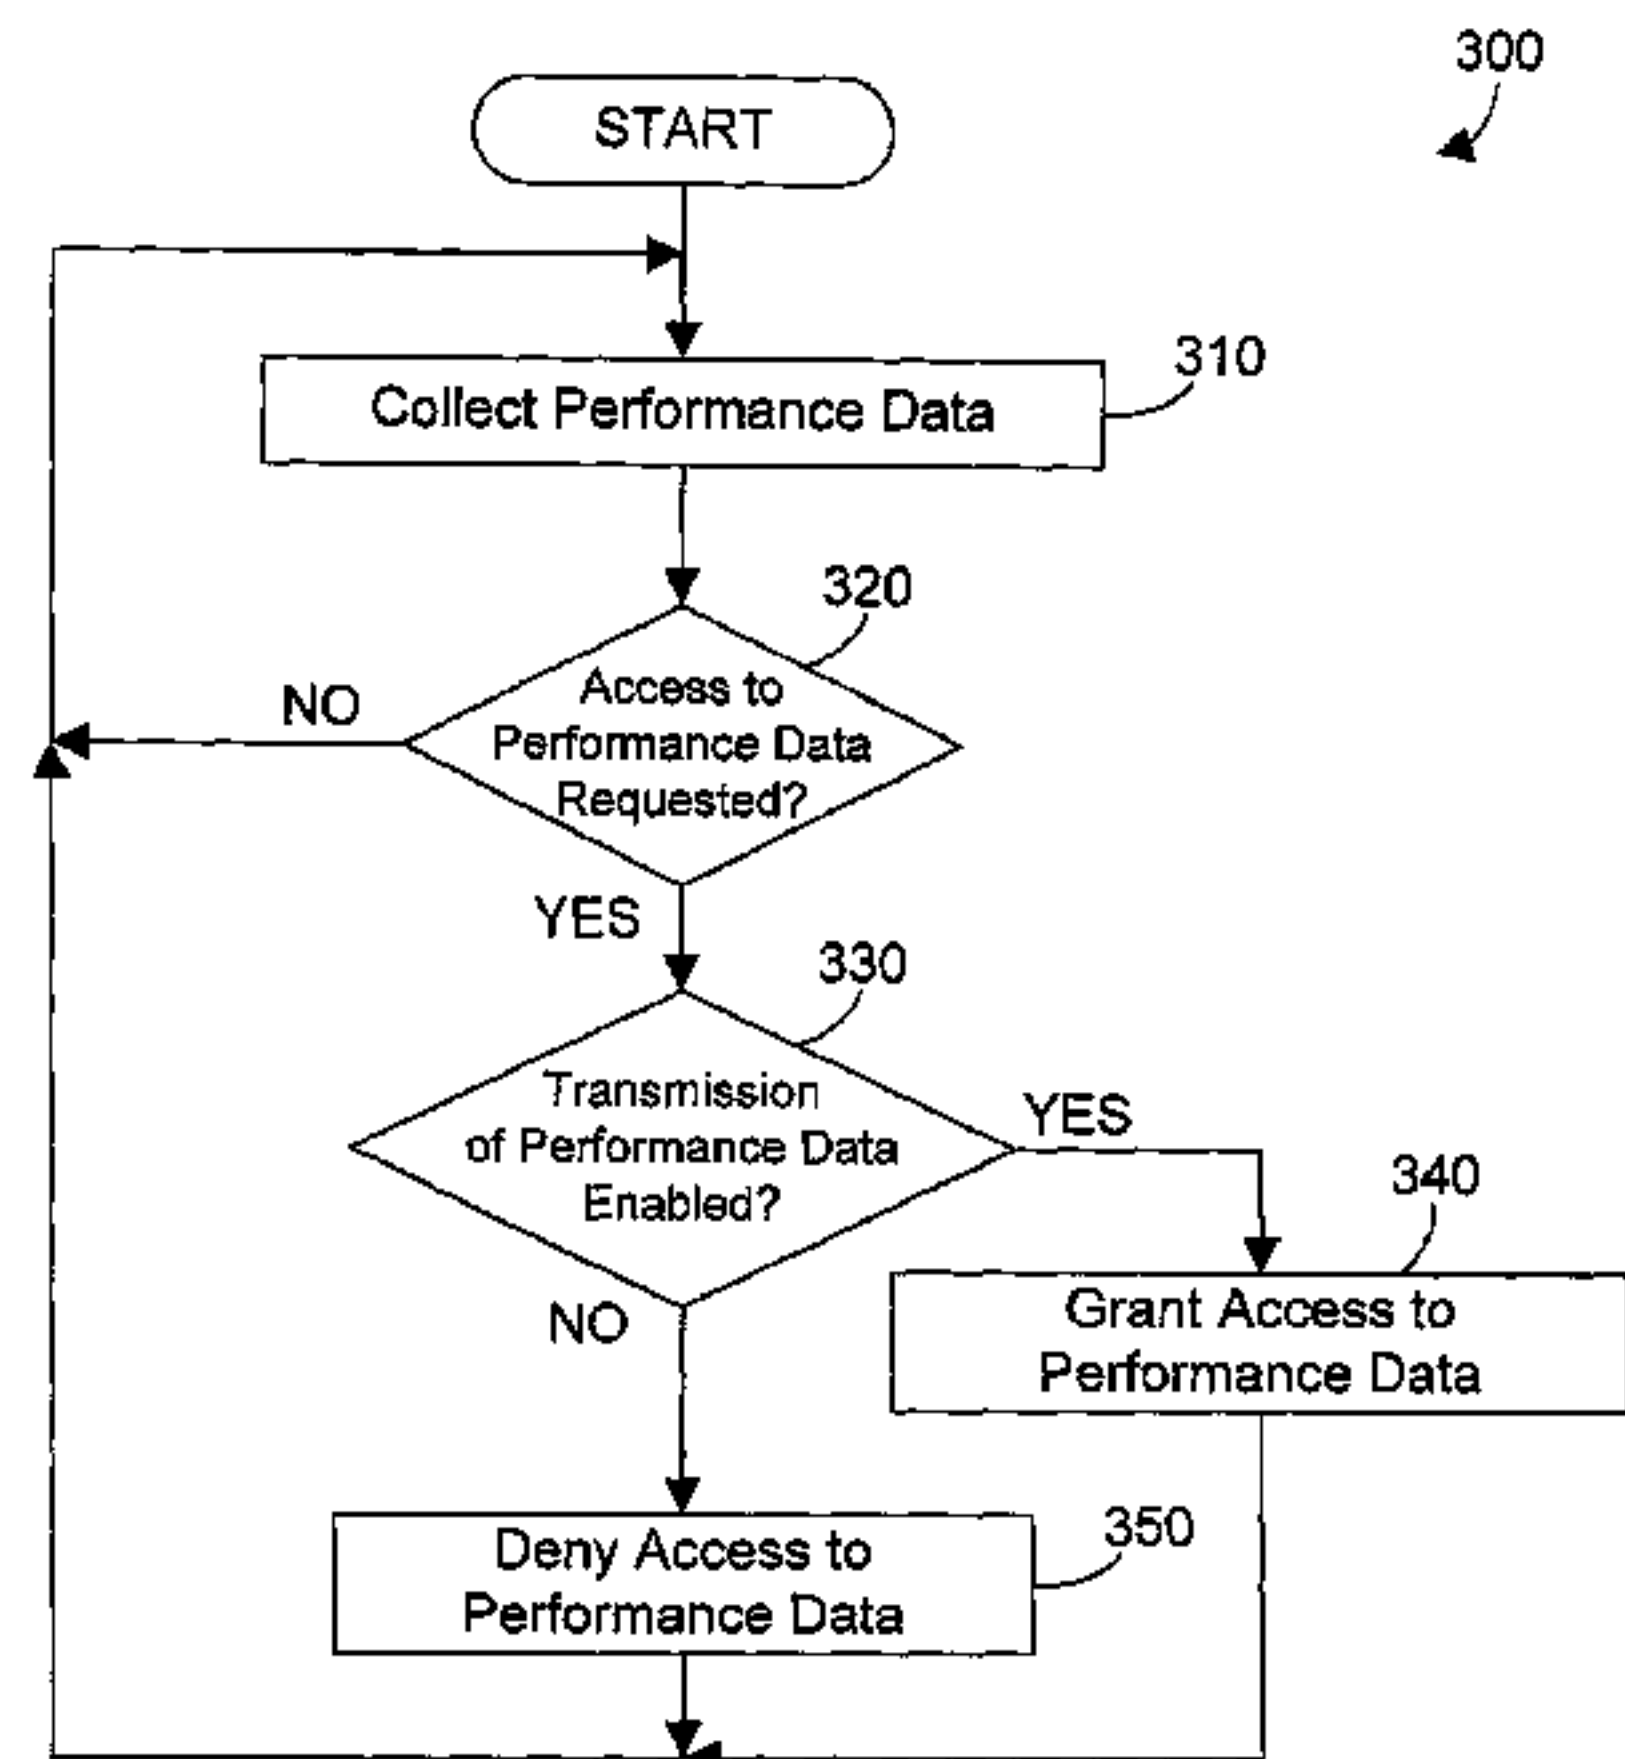 300
START
310
Collect Performance Data
320
Access to
Performance Data
Requested?
NO
YES
330
Transmission
of Performance Data
Enabled?
YES
340
NO
Grant Access to
Performance Data
350
Deny Access to
Performance Data